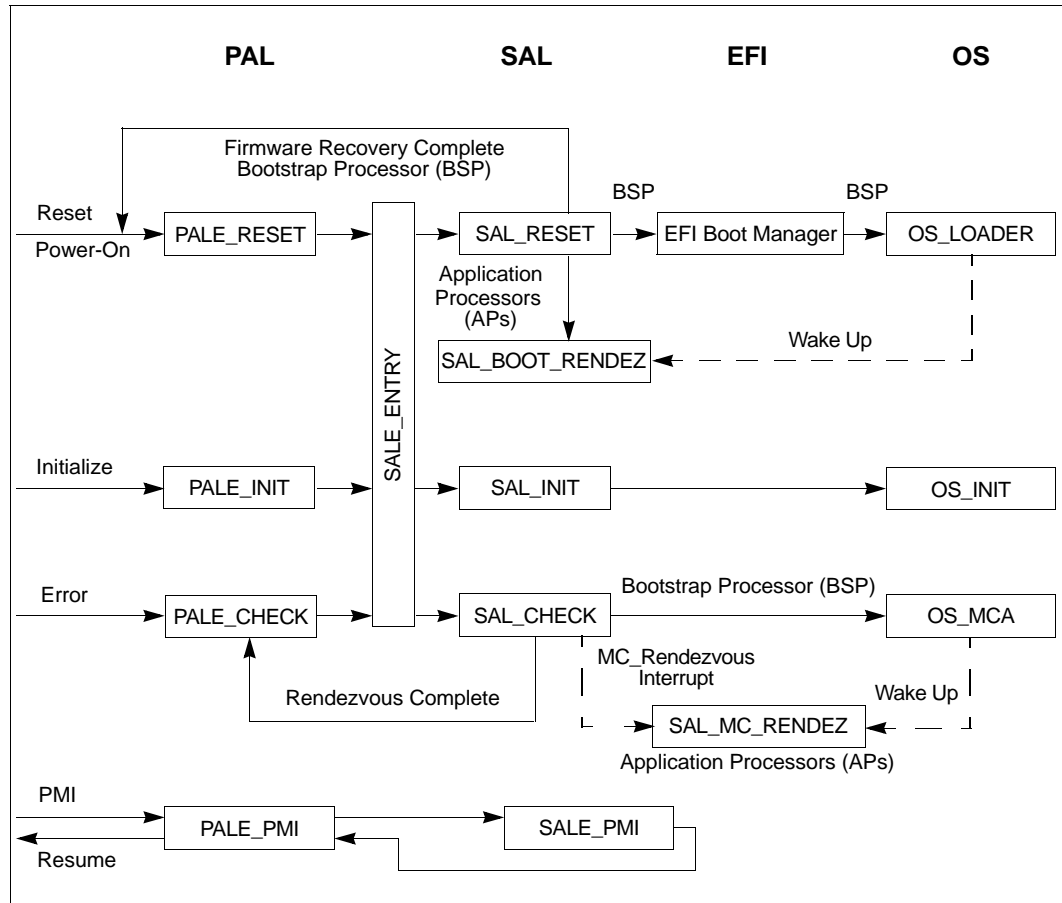 PAL
SAL
EFI
OS
Firmware Recovery Complete
Bootstrap Processor (BSP)
BSP
BSP
Reset
Power-On
PALE_RESET
SAL_RESET
EFI Boot Manager
OS_LOADER
Application
Processors
(APs)
Wake Up
SAL_BOOT_RENDEZ
SALE_ENTRY
Initialize
PALE_INIT
SAL_INIT
OS_INIT
Error
Bootstrap Processor (BSP)
PALE_CHECK
SAL_CHECK
OS_MCA
MC_Rendezvous
Interrupt
Rendezvous Complete
Wake Up
SAL_MC_RENDEZ
Application Processors (APs)
PMI
PALE_PMI
SALE_PMI
Resume